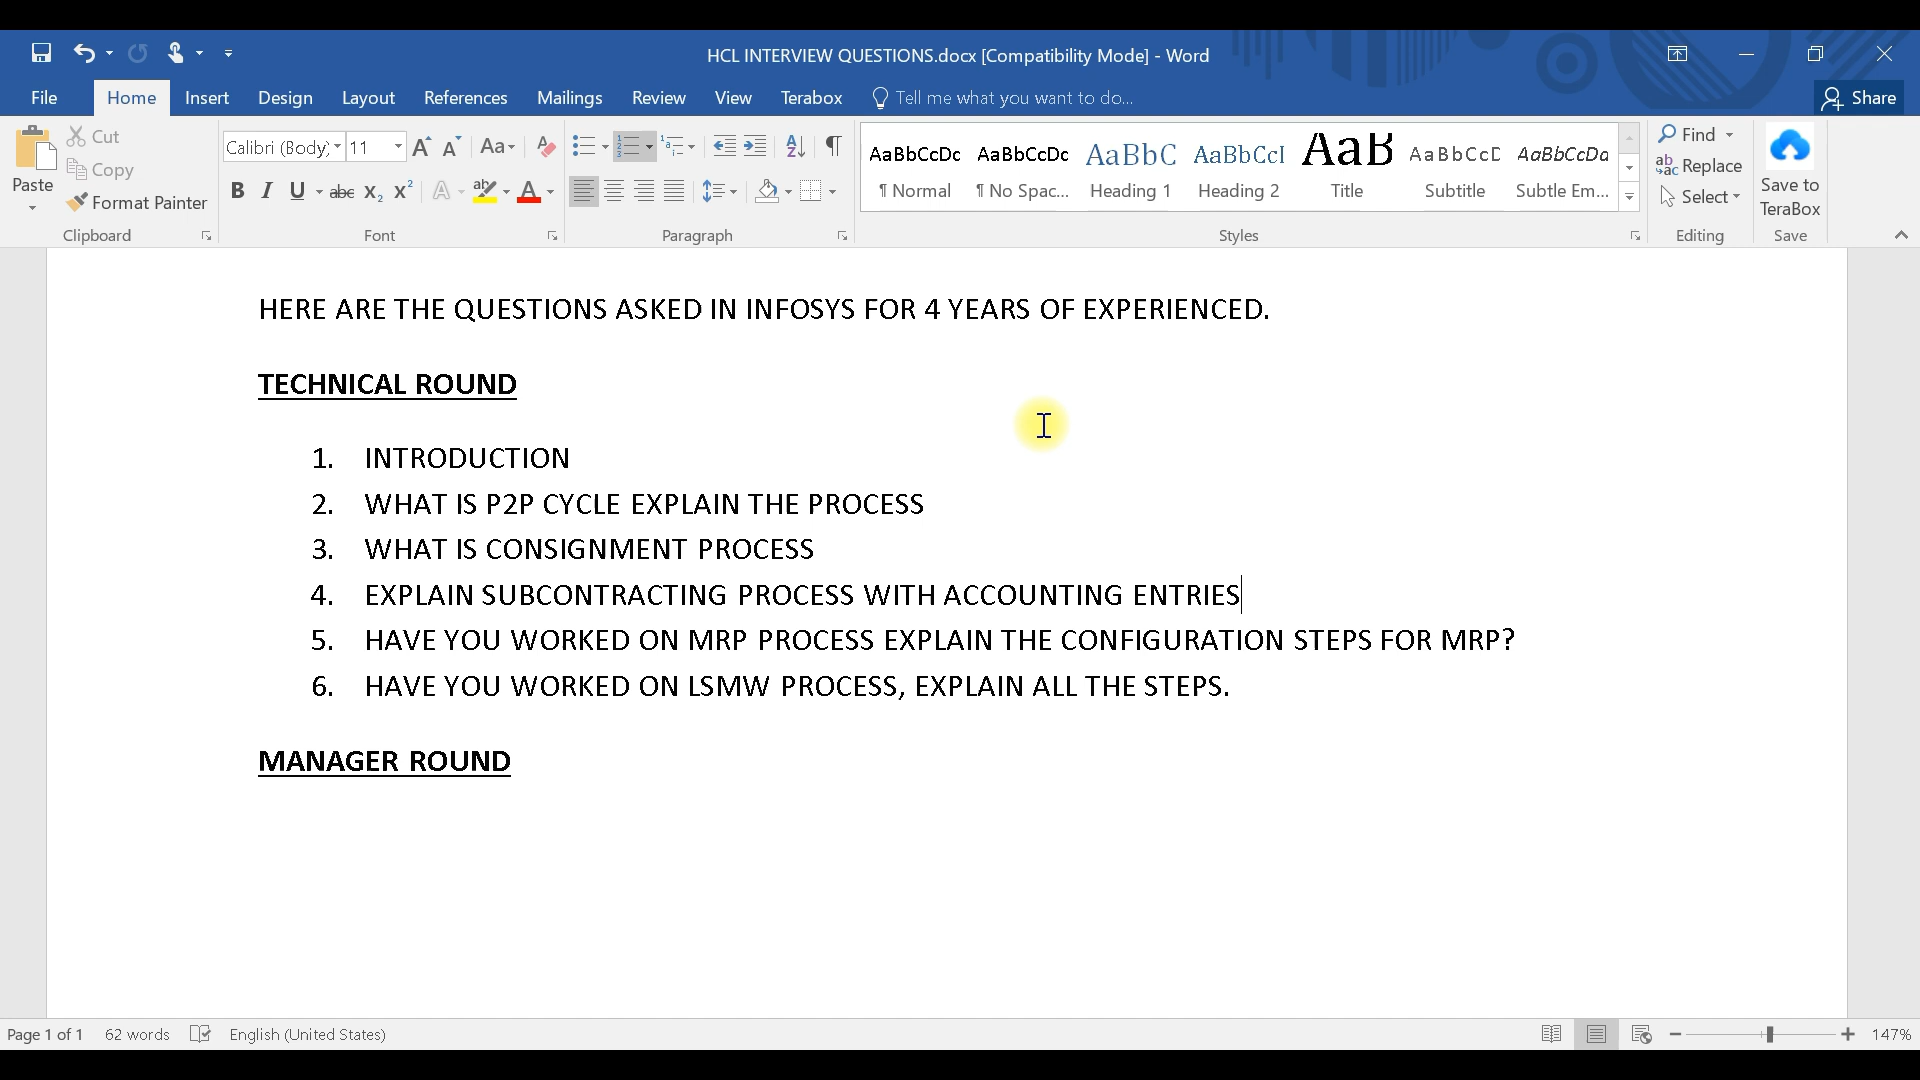 HCL INTERVIEW QUESTIONS.docx [Compatibility Mode] - Word
File Home Insert Design Layout References Mailings Review View Terabox Tell me what you want to do... Share
Paste
Cut
Copy
Format Painter
Clipboard
Calibri (Body) 11
Font
Paragraph
AaBbCcDc AaBbCcDc AaBbC AaBbCcI AaB AaBbCcD AaBbCcDa
¶ Normal ¶ No Spac... Heading 1 Heading 2 Title Subtitle Subtle Em...
Styles
Find
Replace
Select
Editing
Save to
TeraBox
Save
HERE ARE THE QUESTIONS ASKED IN INFOSYS FOR 4 YEARS OF EXPERIENCED.
TECHNICAL ROUND
1. INTRODUCTION
2. WHAT IS P2P CYCLE EXPLAIN THE PROCESS
3. WHAT IS CONSIGNMENT PROCESS
4. EXPLAIN SUBCONTRACTING PROCESS WITH ACCOUNTING ENTRIES
5. HAVE YOU WORKED ON MRP PROCESS EXPLAIN THE CONFIGURATION STEPS FOR MRP?
6. HAVE YOU WORKED ON LSMW PROCESS, EXPLAIN ALL THE STEPS.
MANAGER ROUND
Page 1 of 1 62 words English (United States) 147%